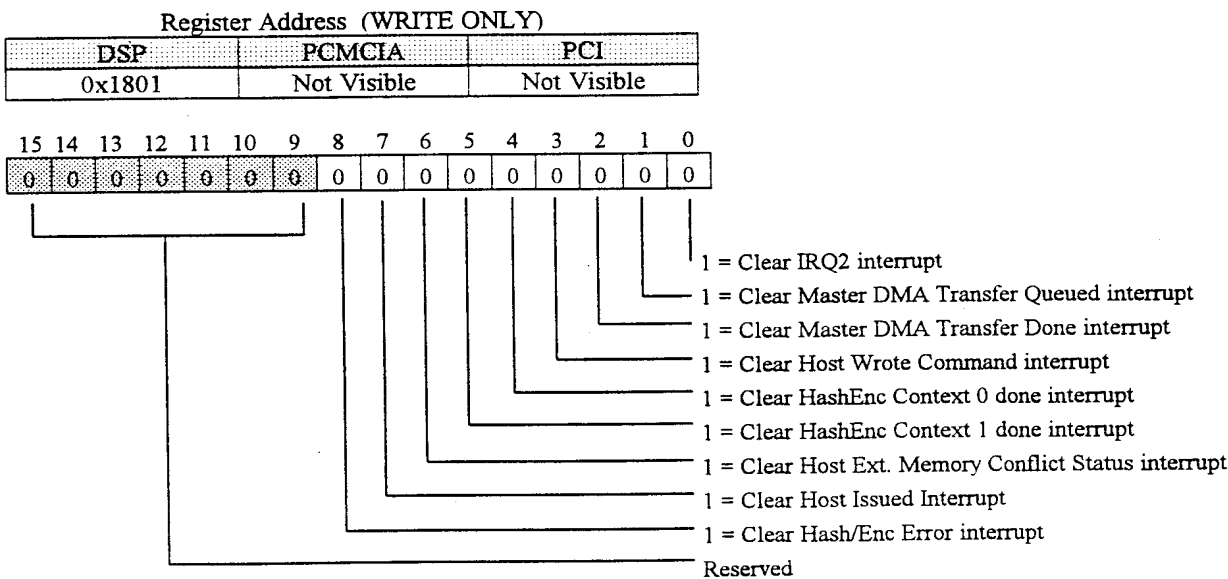 Register Address (WRITE ONLY)
DSP PCMCIA PCI
0x1801 Not Visible Not Visible
15 14 13 12 11 10 9 8 7 6 5 4 3 2 1 0
0 0 0 0 0 0 0 0 0 0 0 0 0 0 0 0
1 = Clear IRQ2 interrupt
1 = Clear Master DMA Transfer Queued interrupt
1 = Clear Master DMA Transfer Done interrupt
1 = Clear Host Wrote Command interrupt
1 = Clear HashEnc Context 0 done interrupt
1 = Clear HashEnc Context 1 done interrupt
1 = Clear Host Ext. Memory Conflict Status interrupt
1 = Clear Host Issued Interrupt
1 = Clear Hash/Enc Error interrupt
Reserved